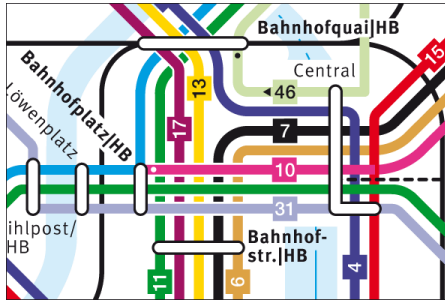 Bahnhofquai|HB
15
Central
Bahnhofplatz|HB
Löwenplatz
13
◄46
17
7
10
31
ihlpost/
HB
Bahnhof-
str.|HB
11
6
4